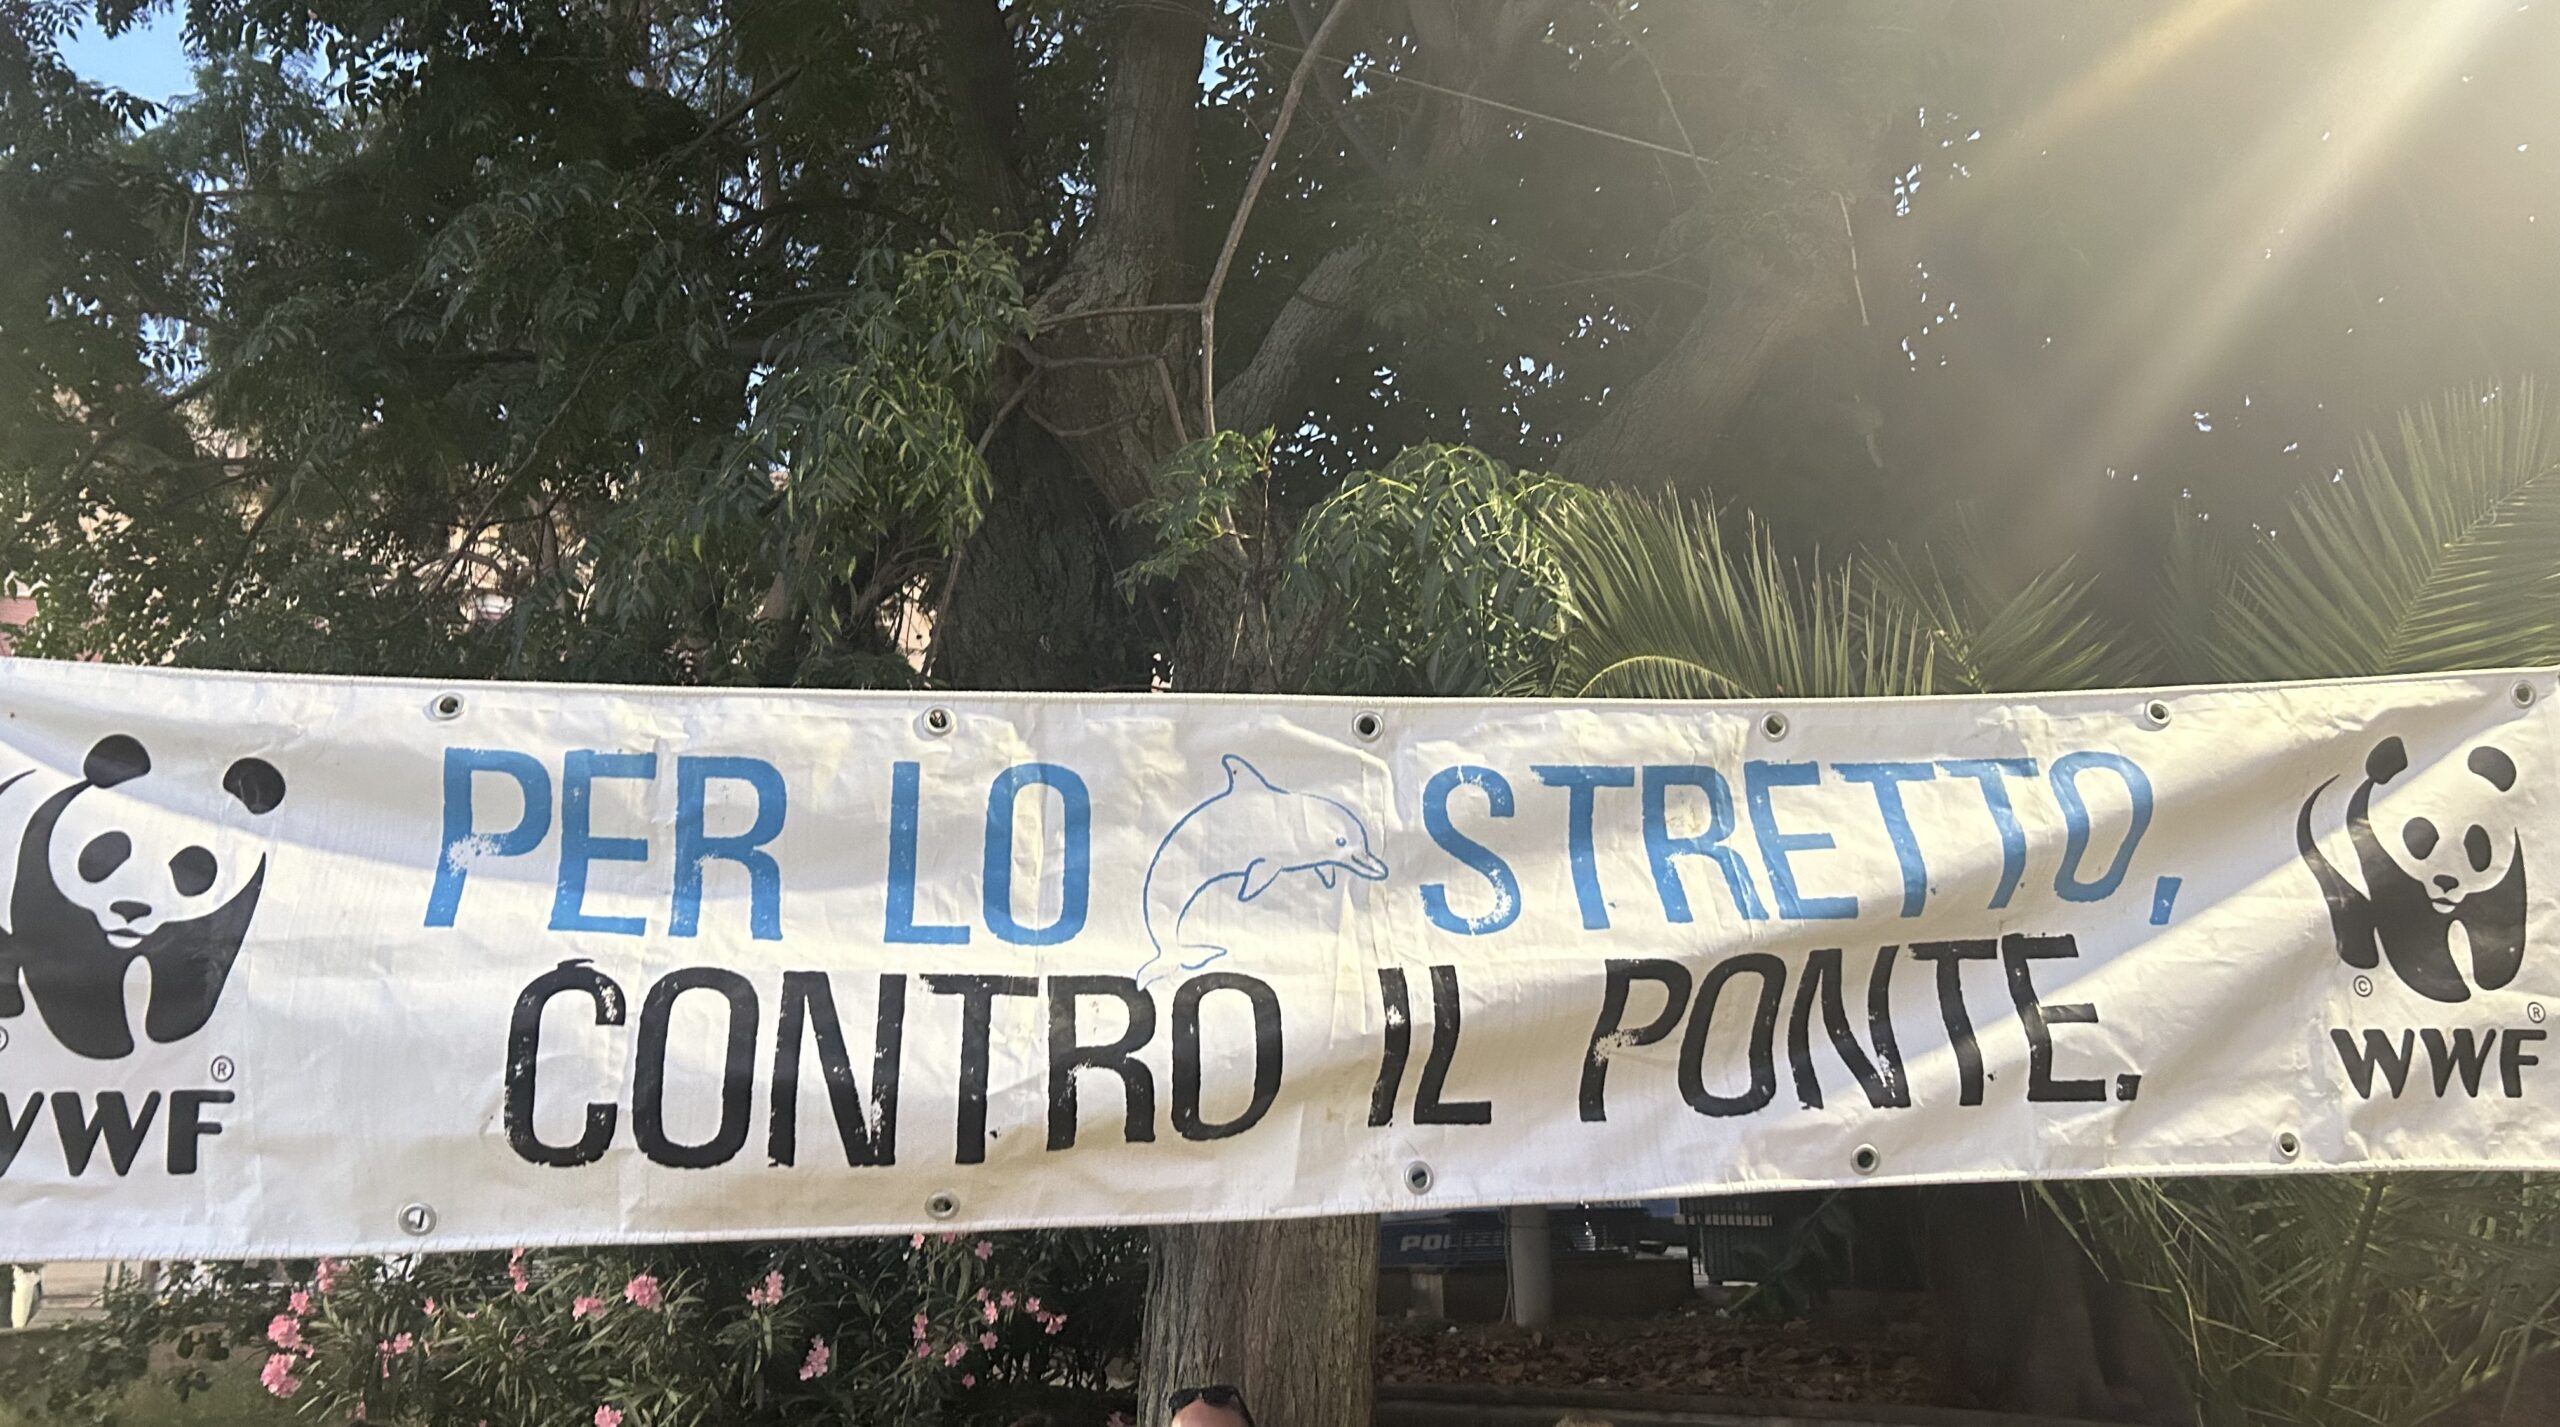 PER LO STRETTO,
CONTRO IL PONTE.
WWF
®
©
WWF
®